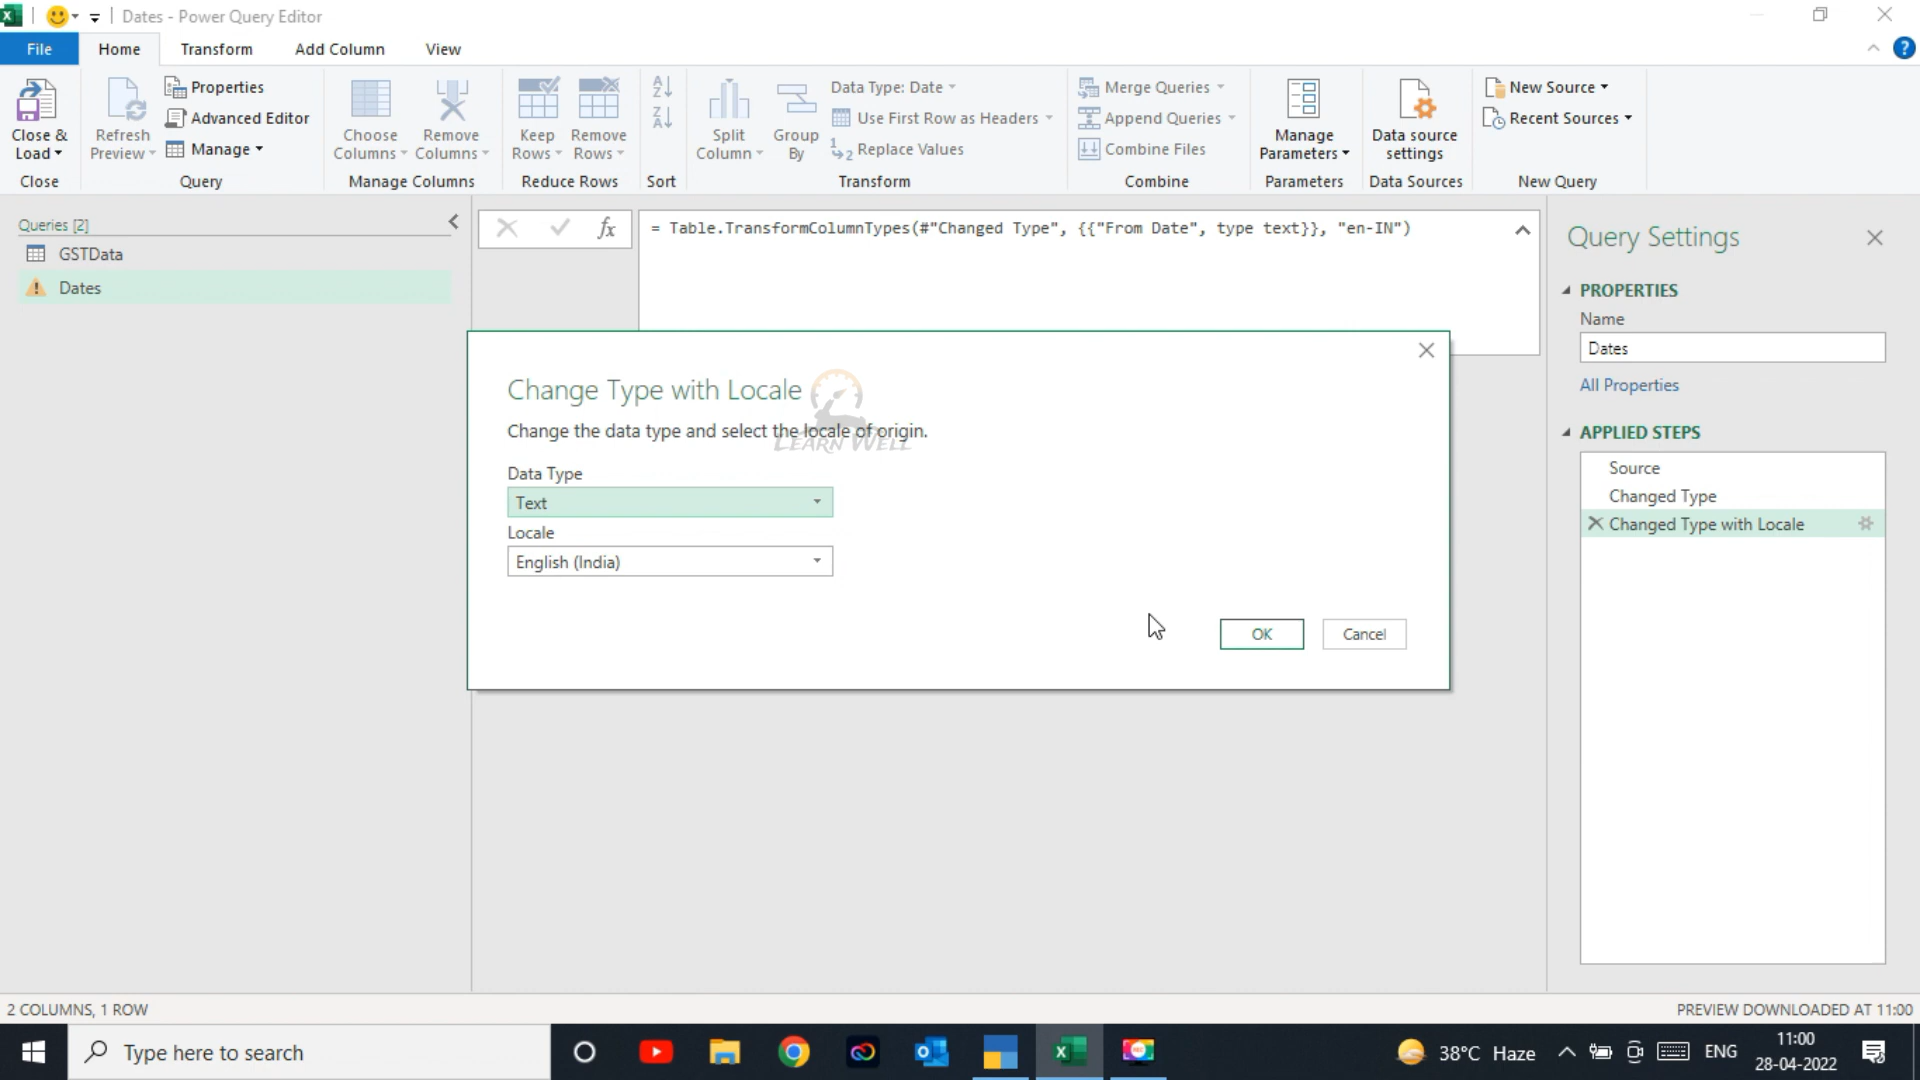 Dates - Power Query Editor
File
Home
Transform
Add Column
View
Close &
Load
Close
Refresh
Preview
Properties
Advanced Editor
Manage
Query
Choose
Columns
Remove
Columns
Manage Columns
Keep
Rows
Remove
Rows
Reduce Rows
Sort
Split
Column
Group
By
Data Type: Date
Use First Row as Headers
Replace Values
Transform
Merge Queries
Append Queries
Combine Files
Combine
Manage
Parameters
Parameters
Data source
settings
Data Sources
New Source
Recent Sources
New Query
Queries [2]
GSTData
Dates
= Table.TransformColumnTypes(#"Changed Type", {{"From Date", type text}}, "en-IN")
Change Type with Locale
Change the data type and select the locale of origin.
LEARN WELL
Data Type
Text
Locale
English (India)
OK
Cancel
Query Settings
PROPERTIES
Name
Dates
All Properties
APPLIED STEPS
Source
Changed Type
Changed Type with Locale
2 COLUMNS, 1 ROW
PREVIEW DOWNLOADED AT 11:00
Type here to search
38°C Haze
ENG
11:00
28-04-2022